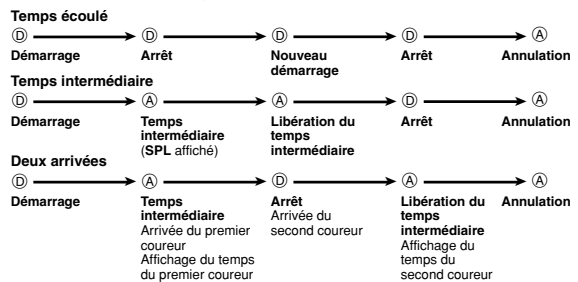 Temps écoulé
Ⓓ Ⓓ Ⓓ Ⓓ Ⓐ
Démarrage Arrêt Nouveau démarrage Arrêt Annulation
Temps intermédiaire
Ⓓ Ⓐ Ⓐ Ⓓ Ⓐ
Démarrage Temps intermédiaire (SPL affiché) Libération du temps intermédiaire Arrêt Annulation
Deux arrivées
Ⓓ Ⓐ Ⓓ Ⓐ Ⓐ
Démarrage Temps intermédiaire Arrivée du premier coureur Affichage du temps du premier coureur Arrêt Arrivée du second coureur Libération du temps intermédiaire Affichage du temps du second coureur Annulation